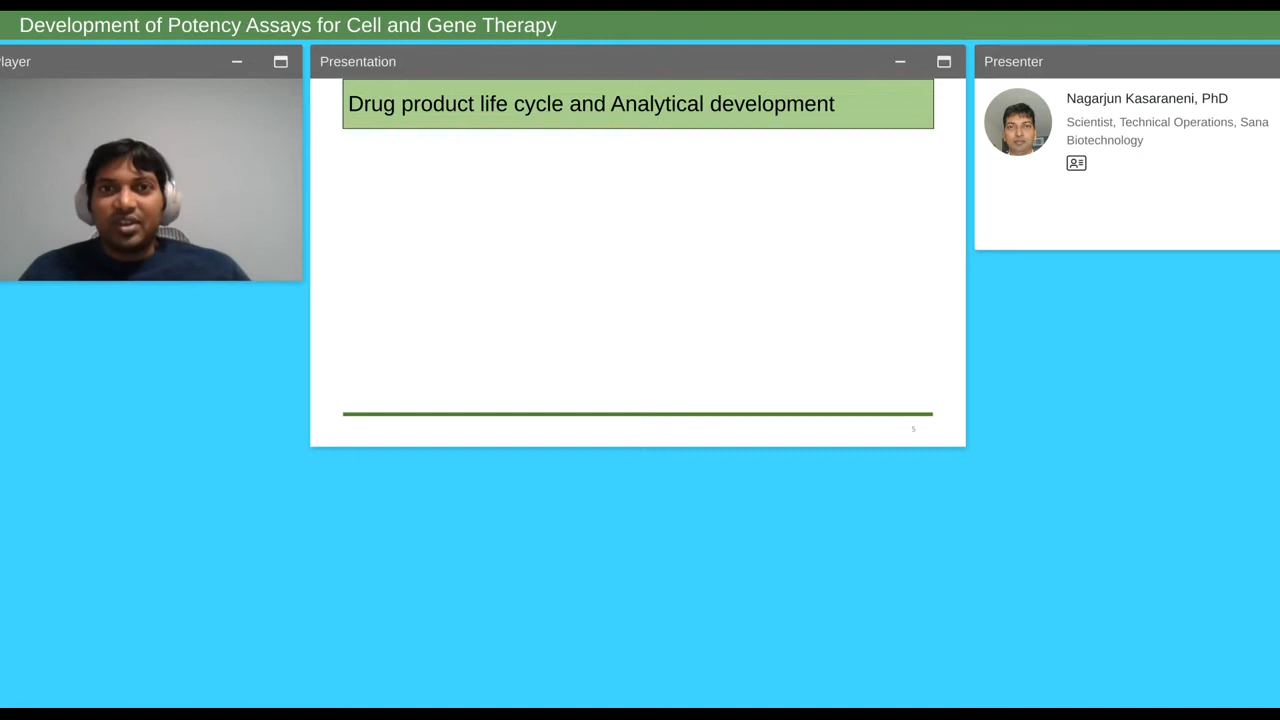 Development of Potency Assays for Cell and Gene Therapy
layer
Presentation
Presenter
Drug product life cycle and Analytical development
5
Nagarjun Kasaraneni, PhD
Scientist, Technical Operations, Sana
Biotechnology